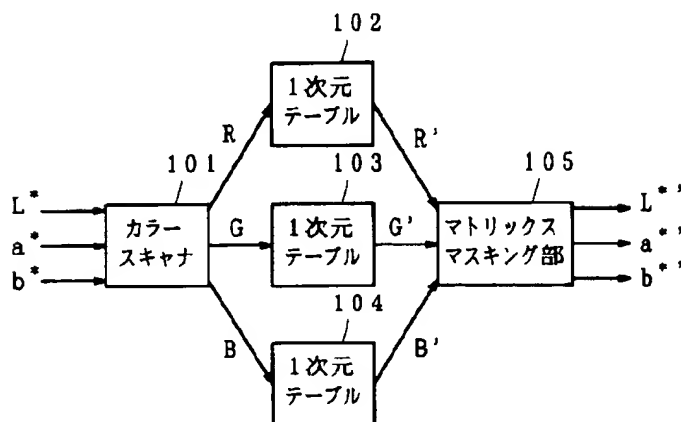 102
1次元
テーブル
R
R'
101
103
105
L*
a*
b*
カラー
スキャナ
G
1次元
テーブル
G'
マトリックス
マスキング部
L*'
a*'
b*'
104
B
B'
1次元
テーブル